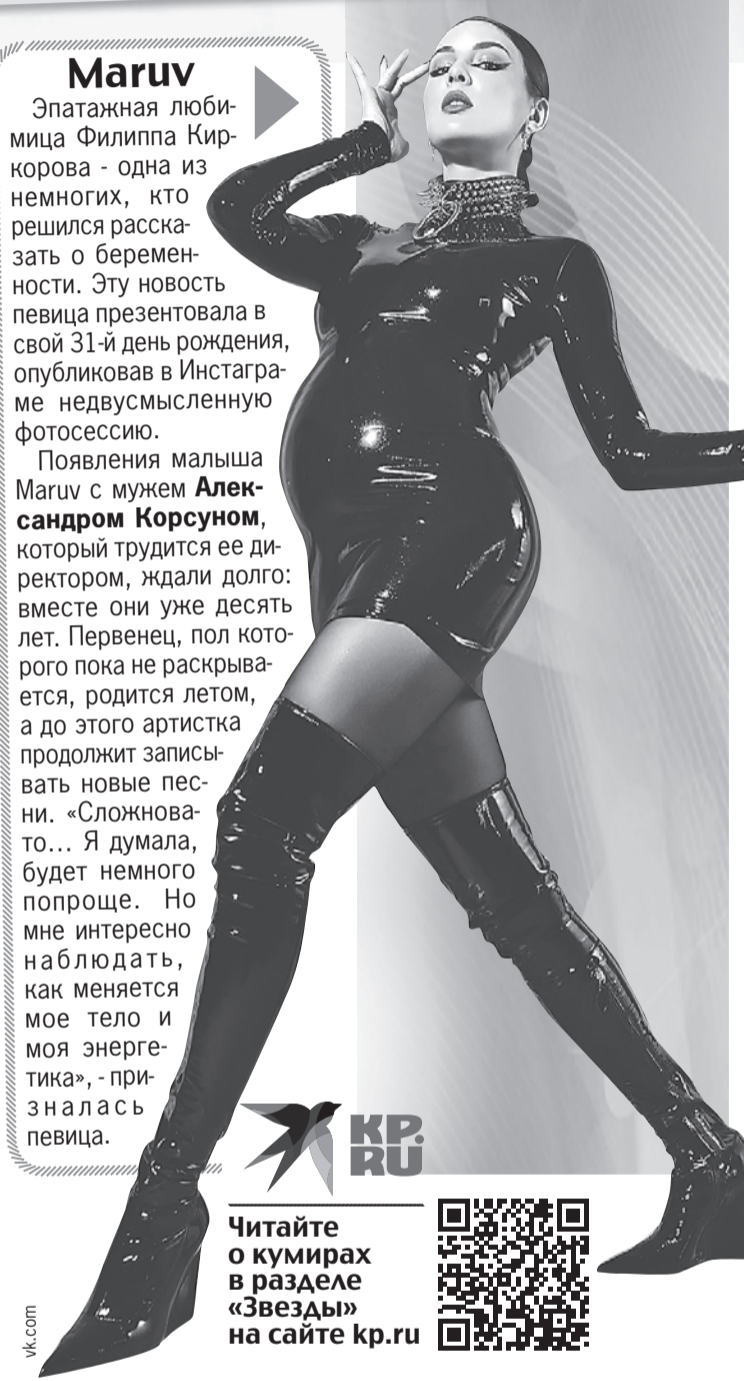 Maruv
Эпатажная люби-
мица Филиппа Кир-
корова - одна из
немногих, кто
решился расска-
зать о беремен-
ности. Эту новость
певица презентовала в
свой 31-й день рождения,
опубликовав в Инстагра-
ме недвусмысленную
фотосессию.
Появления малыша
Maruv с мужем Алек-
сандром Корсуном,
который трудится ее ди-
ректором, ждали долго:
вместе они уже десять
лет. Первенец, пол кото-
рого пока не раскрыва-
ется, родится летом,
а до этого артистка
продолжит записы-
вать новые пес-
ни. «Сложнова-
то... Я думала,
будет немного
попроще. Но
мне интересно
наблюдать,
как меняется
мое тело и
моя энерге-
тика», - при-
зналась
певица.
KP.
RU
Читайте
о кумирах
в разделе
«Звезды»
на сайте kp.ru
vk.com